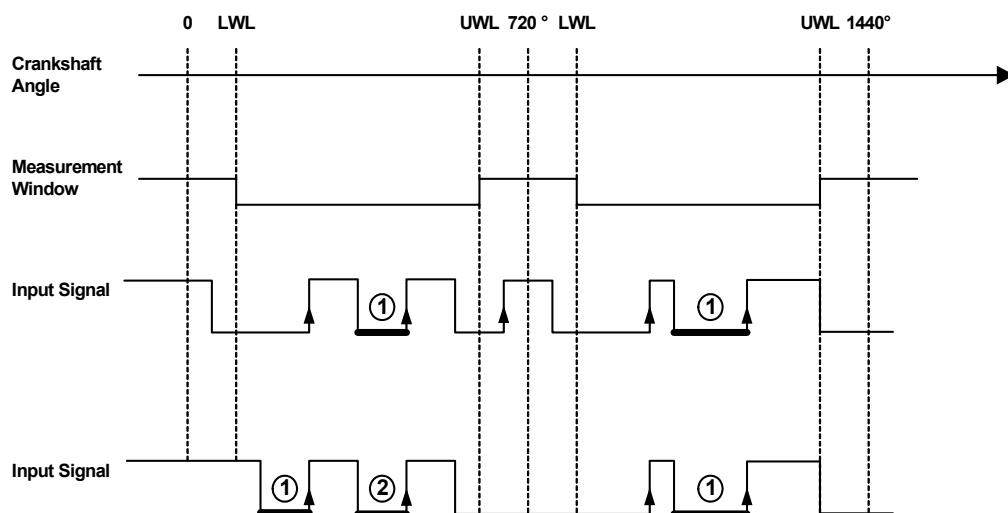 0 LWL UWL 720 ° LWL UWL 1440°
Crankshaft
Angle
Measurement
Window
Input Signal
1 1
Input Signal
1 2 1